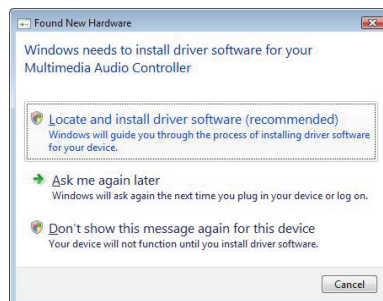 Found New Hardware
Windows needs to install driver software for your
Multimedia Audio Controller
Locate and install driver software (recommended)
Windows will guide you through the process of installing driver software
for your device.
Ask me again later
Windows will ask again the next time you plug in your device or log on.
Don't show this message again for this device
Your device will not function until you install driver software.
Cancel